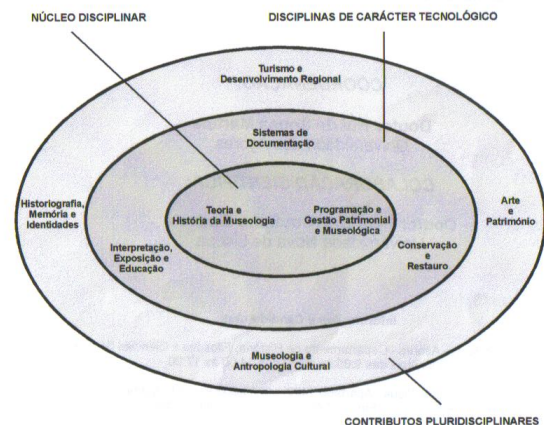 NÚCLEO DISCIPLINAR
DISCIPLINAS DE CARÁCTER TECNOLÓGICO
Turismo e
Desenvolvimento Regional
Sistemas de
Documentação
Historiografia,
Memória e
Identidades
Teoria e
História da Museologia
Programação e
Gestão Patrimonial
e Museológica
Arte
e
Património
Interpretação,
Exposição e
Educação
Conservação
e
Restauro
Museologia e
Antropologia Cultural
CONTRIBUTOS PLURIDISCIPLINARES